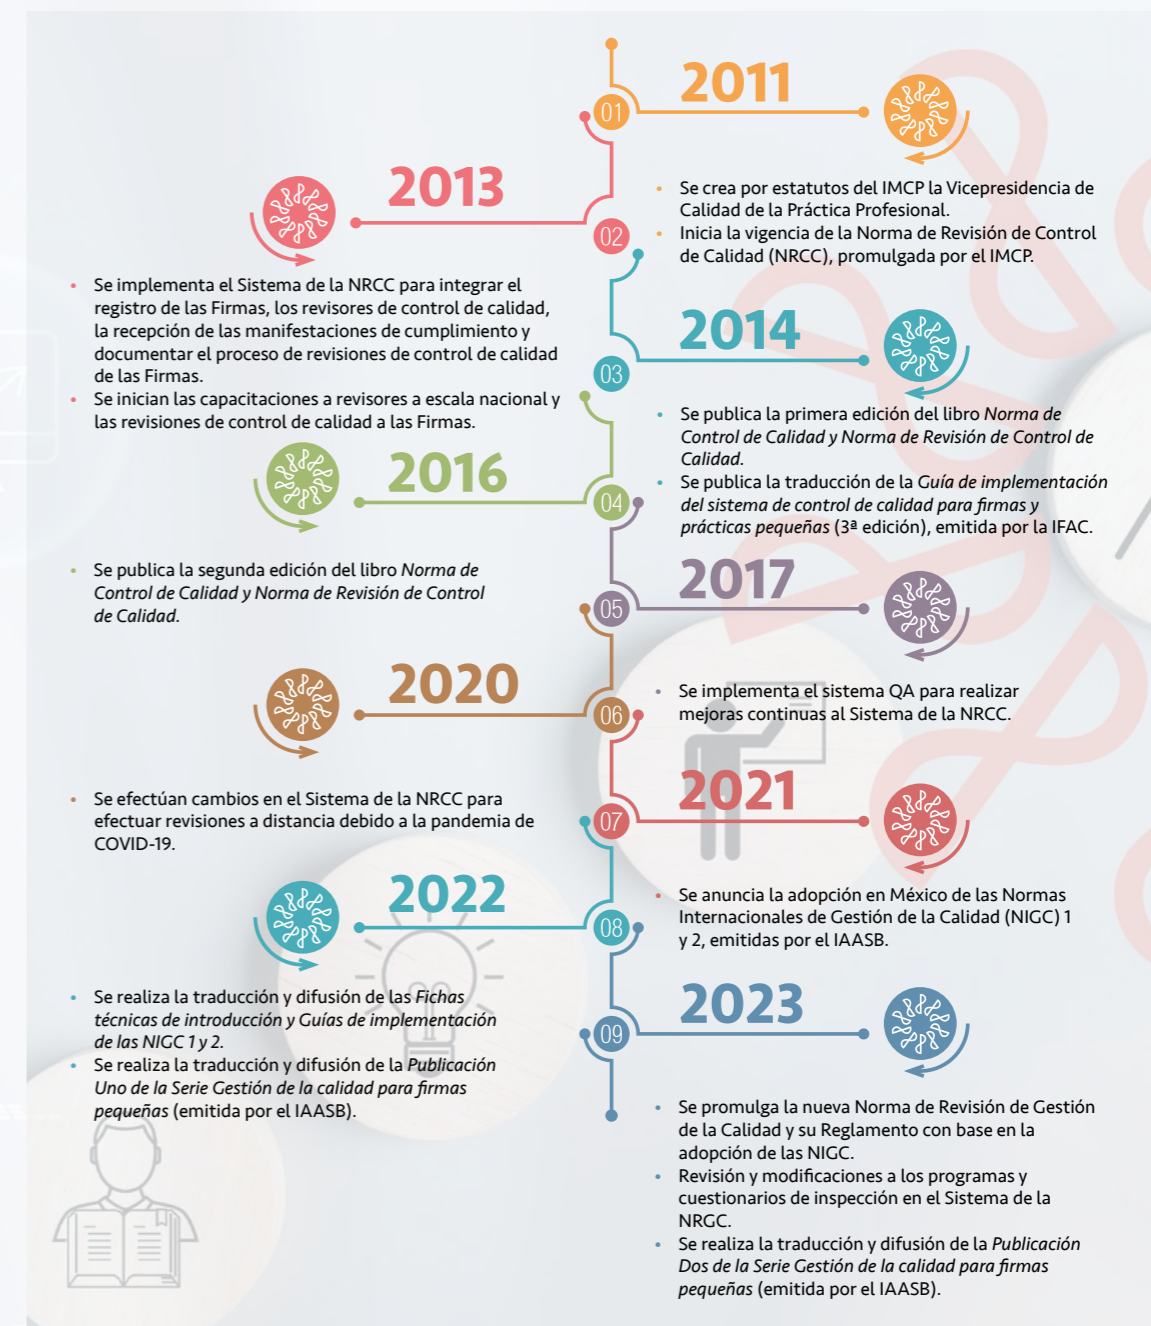 2011
01
• Se crea por estatutos del IMCP la Vicepresidencia de
Calidad de la Práctica Profesional.
• Inicia la vigencia de la Norma de Revisión de Control
de Calidad (NRCC), promulgada por el IMCP.
2013
02
• Se implementa el Sistema de la NRCC para integrar el
registro de las Firmas, los revisores de control de calidad,
la recepción de las manifestaciones de cumplimiento y
documentar el proceso de revisiones de control de calidad
de las Firmas.
• Se inician las capacitaciones a revisores a escala nacional y
las revisiones de control de calidad a las Firmas.
2014
03
• Se publica la primera edición del libro Norma de
Control de Calidad y Norma de Revisión de Control de
Calidad.
• Se publica la traducción de la Guía de implementación
del sistema de control de calidad para firmas y
prácticas pequeñas (3ª edición), emitida por la IFAC.
2016
04
• Se publica la segunda edición del libro Norma de
Control de Calidad y Norma de Revisión de Control
de Calidad.
2017
05
• Se implementa el sistema QA para realizar
mejoras continuas al Sistema de la NRCC.
2020
06
• Se efectúan cambios en el Sistema de la NRCC para
efectuar revisiones a distancia debido a la pandemia de
COVID-19.
2021
07
• Se anuncia la adopción en México de las Normas
Internacionales de Gestión de la Calidad (NIGC) 1
y 2, emitidas por el IAASB.
2022
08
• Se realiza la traducción y difusión de las Fichas
técnicas de introducción y Guías de implementación
de las NIGC 1 y 2.
• Se realiza la traducción y difusión de la Publicación
Uno de la Serie Gestión de la calidad para firmas
pequeñas (emitida por el IAASB).
2023
09
• Se promulga la nueva Norma de Revisión de Gestión
de la Calidad y su Reglamento con base en la
adopción de las NIGC.
• Revisión y modificaciones a los programas y
cuestionarios de inspección en el Sistema de la
NRGC.
• Se realiza la traducción y difusión de la Publicación
Dos de la Serie Gestión de la calidad para firmas
pequeñas (emitida por el IAASB).